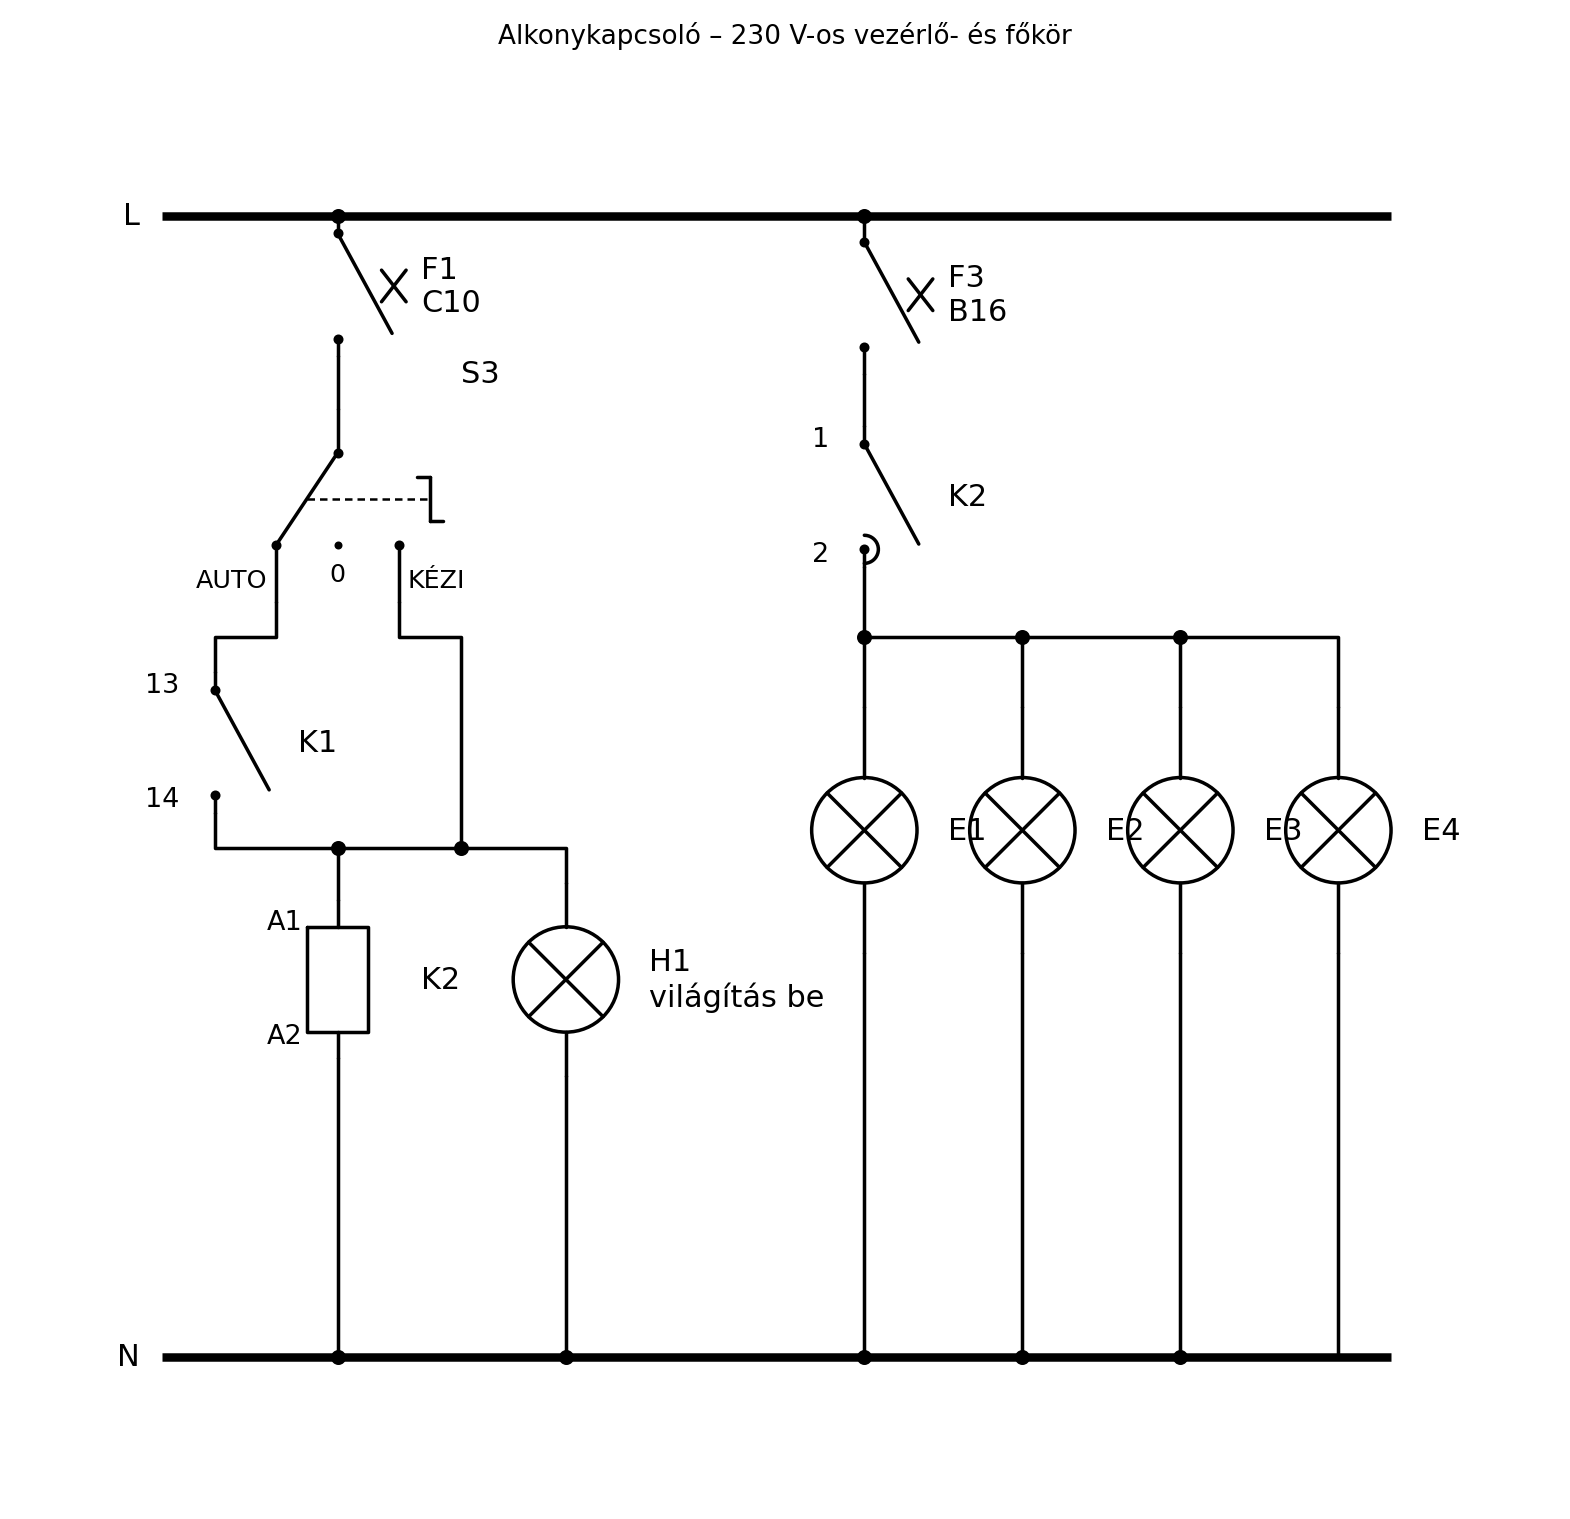 Alkonykapcsoló – 230 V-os vezérlő- és főkör
L
F1
C10
F3
B16
S3
1
K2
2
AUTO
0
KÉZI
13
K1
14
E1
E2
E3
E4
A1
K2
A2
H1
világítás be
N